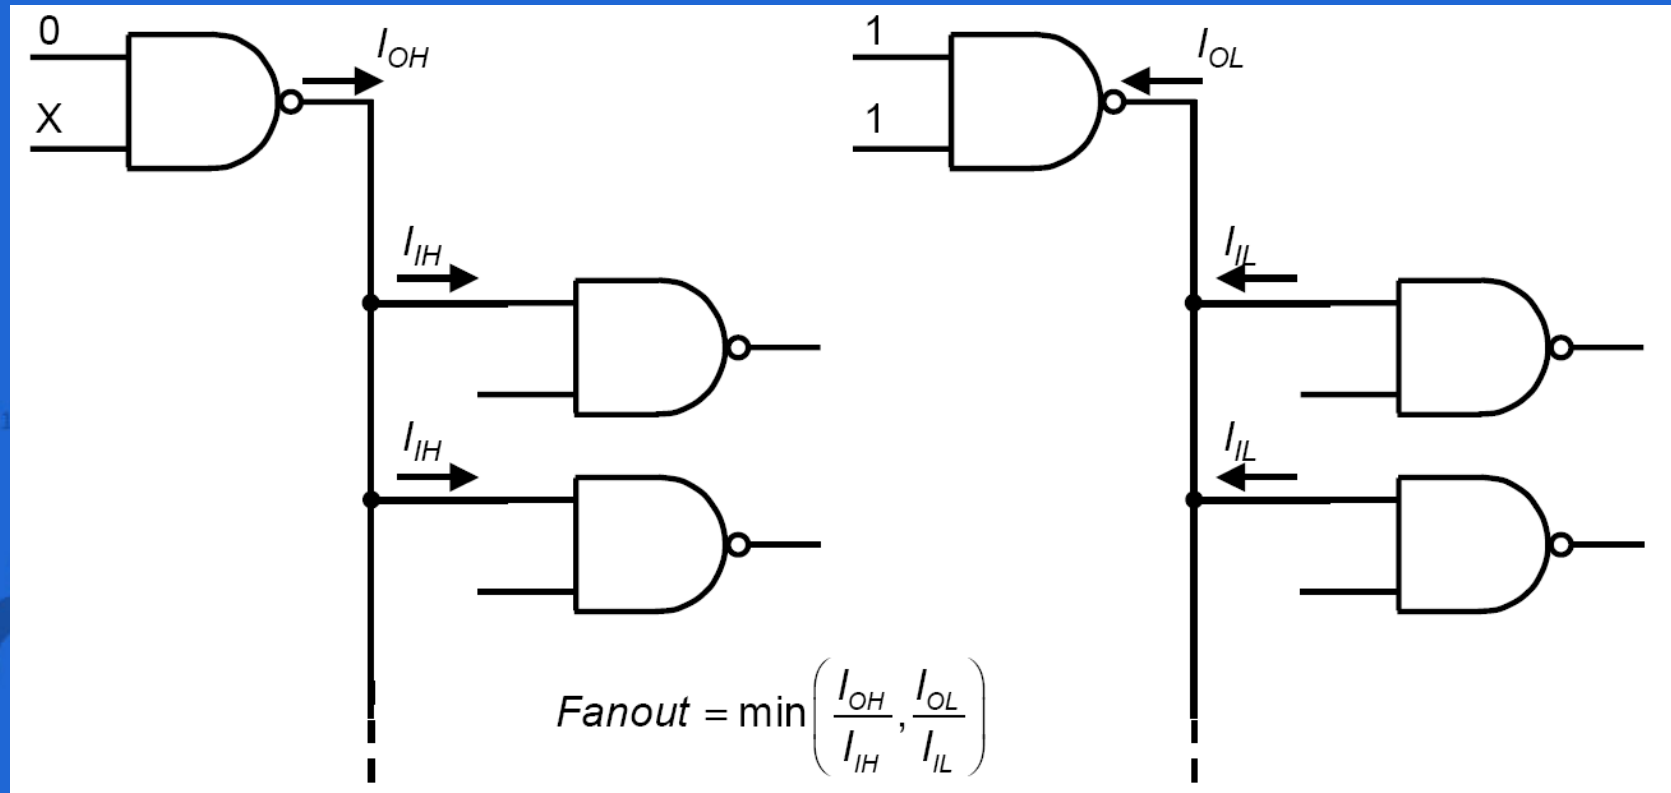 0
I_OH
X
1
I_OL
1
I_IH
I_IL
I_IH
I_IL
Fanout = min(I_OH/I_IH, I_OL/I_IL)